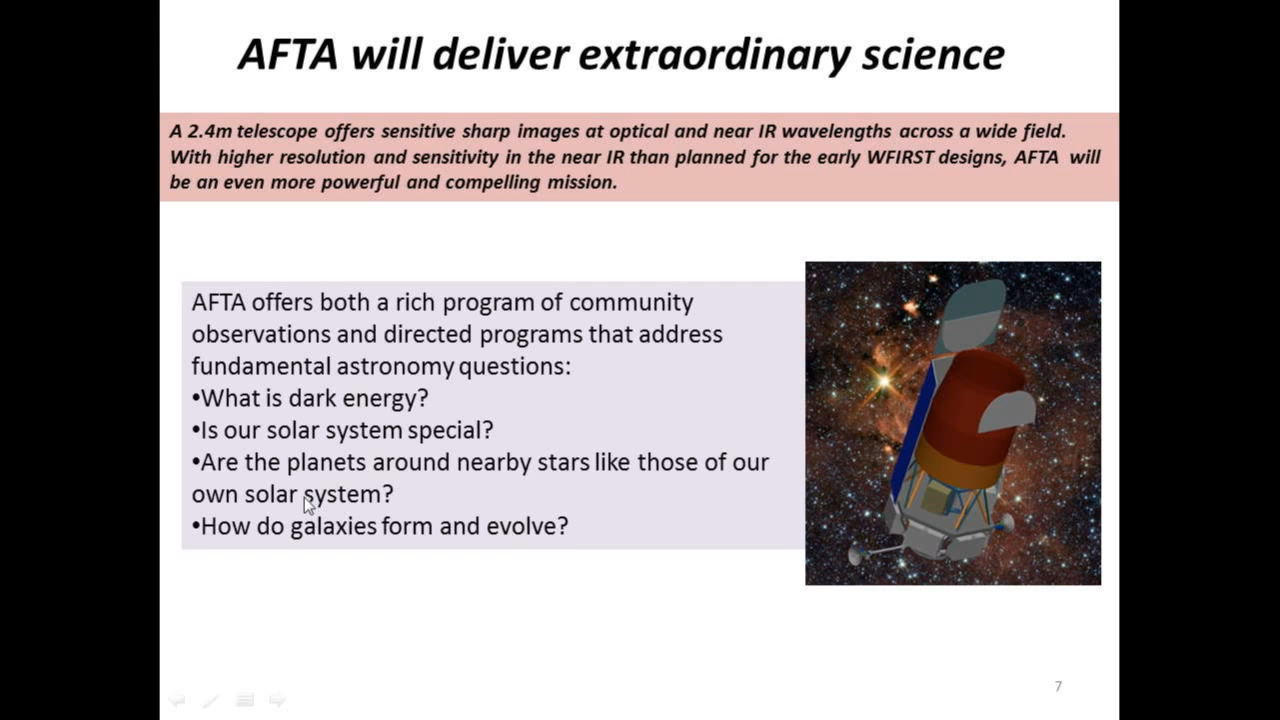 AFTA will deliver extraordinary science
A 2.4m telescope offers sensitive sharp images at optical and near IR wavelengths across a wide field.
With higher resolution and sensitivity in the near IR than planned for the early WFIRST designs, AFTA will
be an even more powerful and compelling mission.
AFTA offers both a rich program of community
observations and directed programs that address
fundamental astronomy questions:
•What is dark energy?
•Is our solar system special?
•Are the planets around nearby stars like those of our
own solar system?
•How do galaxies form and evolve?
7